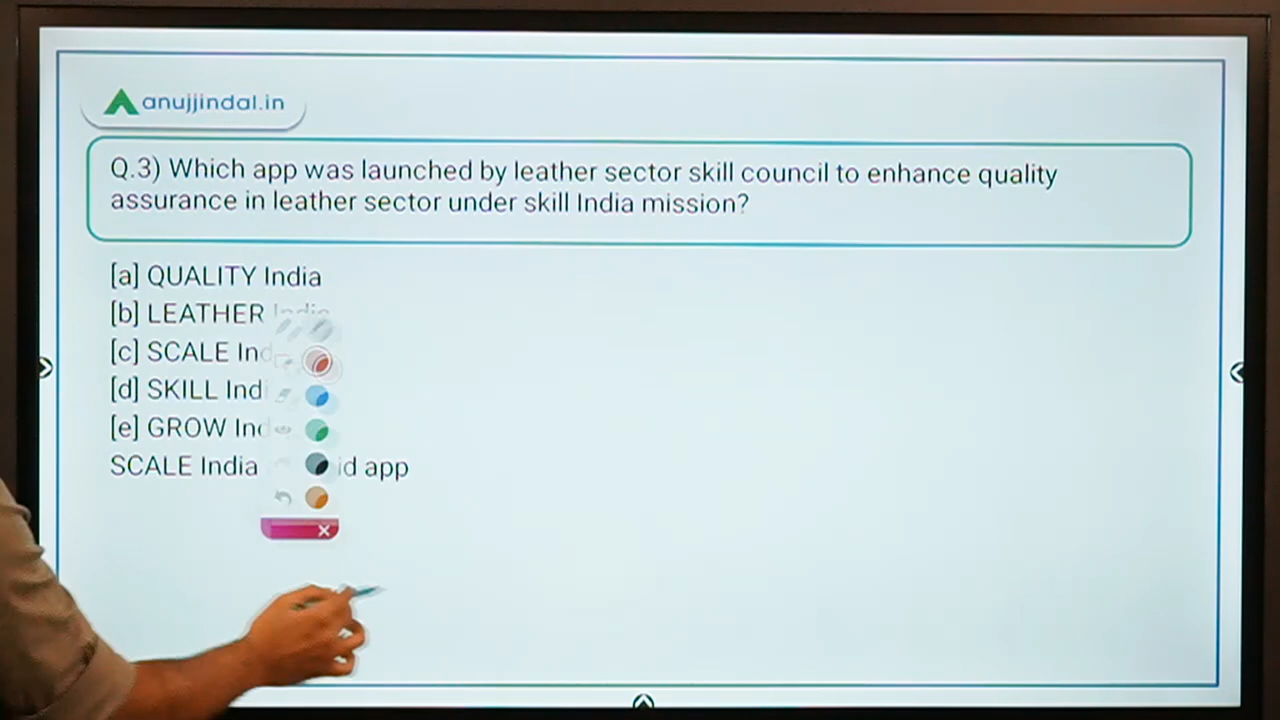 anujjindal.in
Q.3) Which app was launched by leather sector skill council to enhance quality
assurance in leather sector under skill India mission?
[a] QUALITY India
[b] LEATHER India
[c] SCALE
[d] SKILL
[e] GROW
SCALE India app